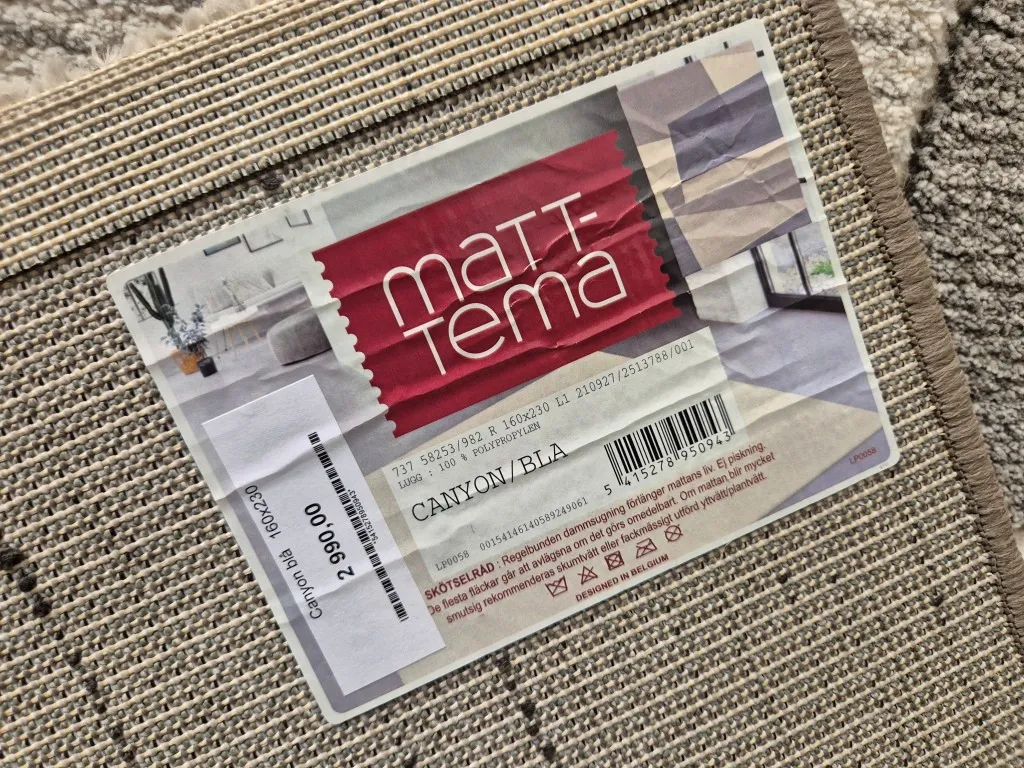 maTT-
Tema
737 58253/982 R 160x230 L1 210927/2513788/001
LUGG : 100 % POLYPROPYLEN
CANYON/BLA
5 415278 950943
LP0058 00154146140589249061
SKÖTSELRÅD : Regelbunden dammsugning förlänger mattans liv. Ej piskning.
De flesta fläckar går att avlägsna om det görs omedelbart. Om mattan blir mycket
smutsig rekommenderas skumtvätt eller fackmässigt utförd yttvätt/plantvätt.
DESIGNED IN BELGIUM
LP0058
Canyon blå 160x230
2 990,00
5415278950943